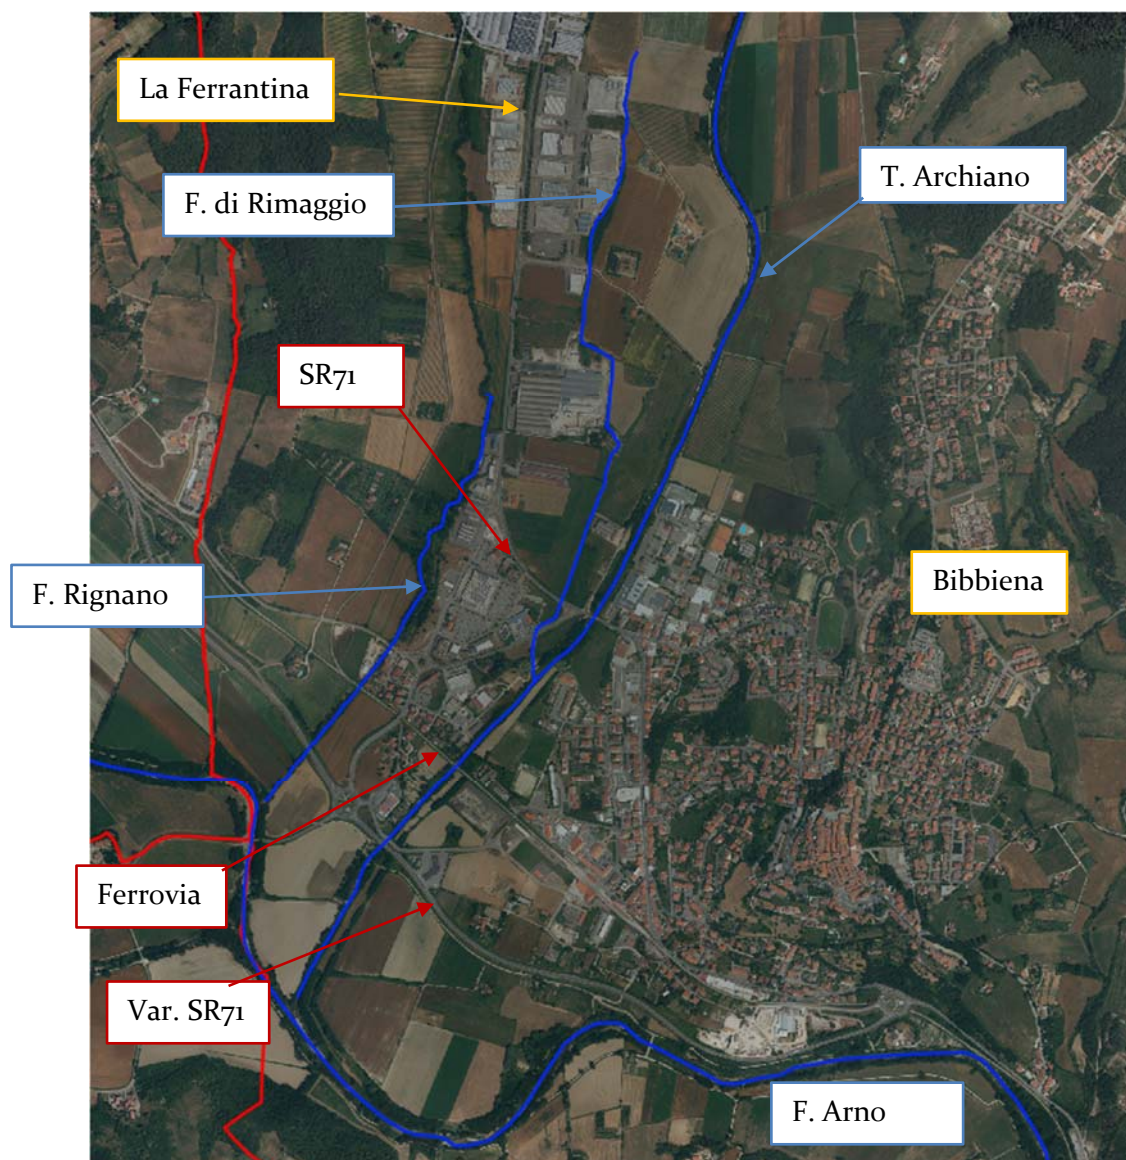 La Ferrantina
T. Archiano
F. di Rimaggio
SR71
Bibbiena
F. Rignano
Ferrovia
Var. SR71
F. Arno